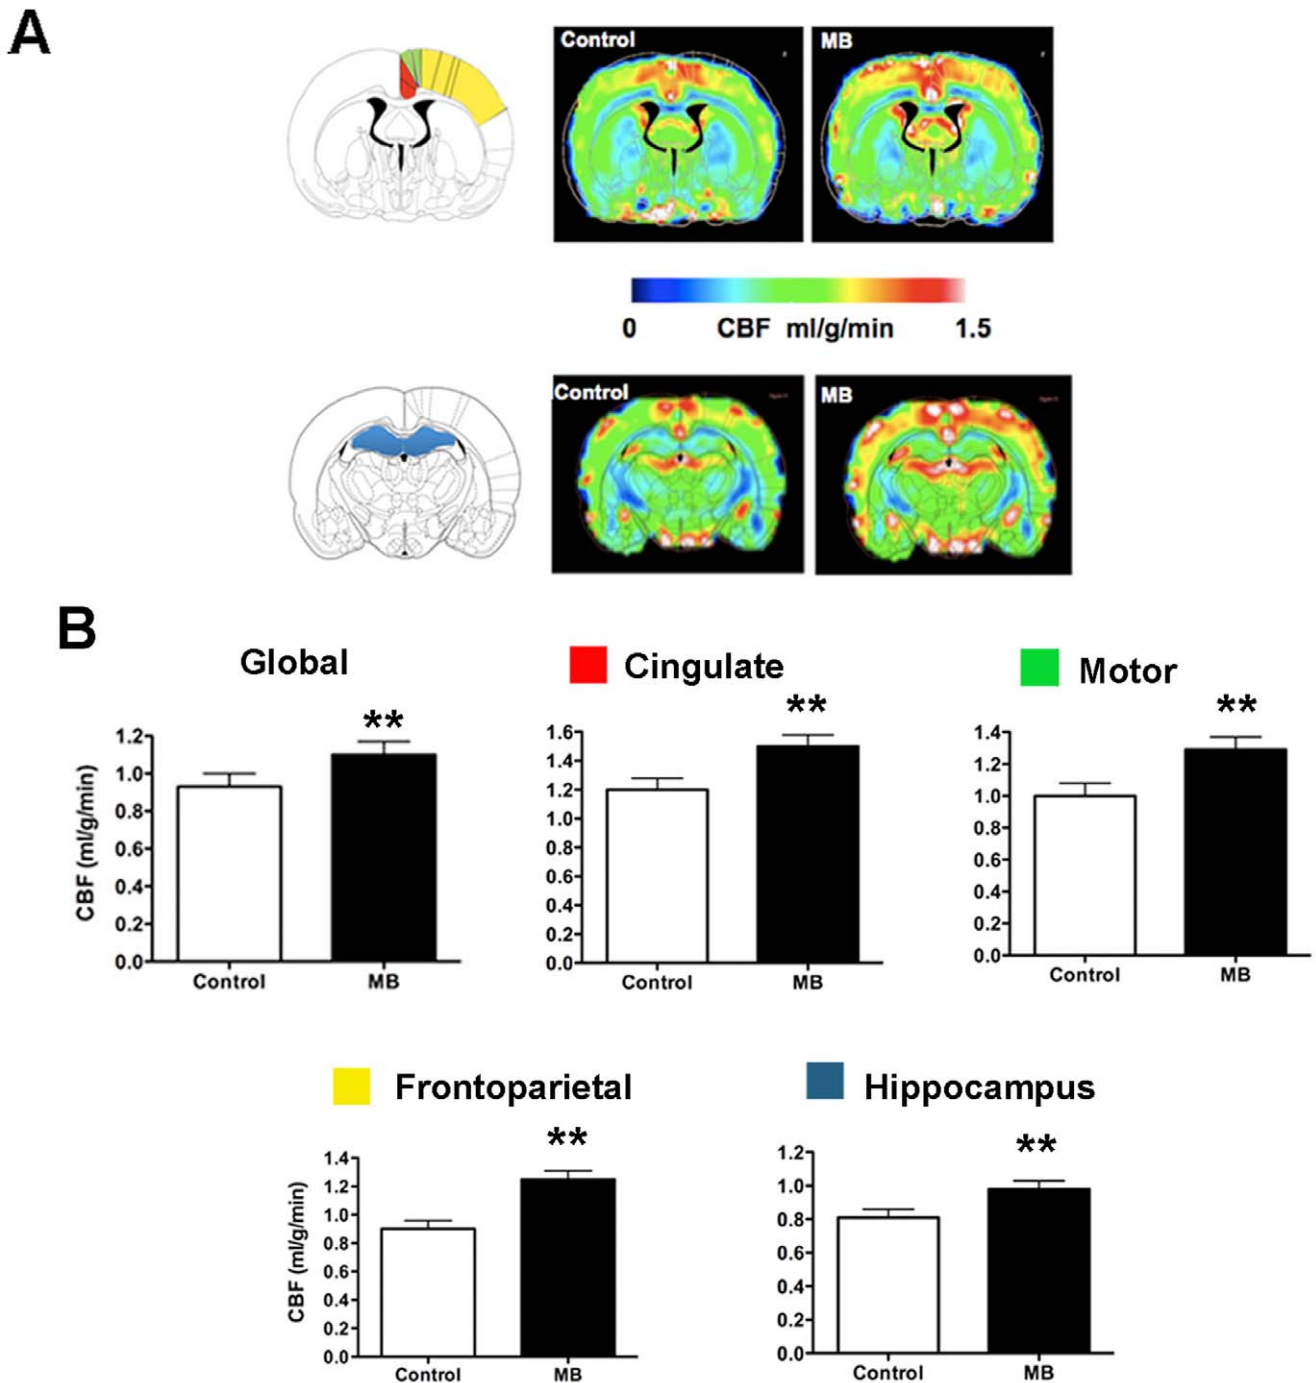 A
Control
MB
0 CBF ml/g/min 1.5
.Control
MB
B
Global
Cingulate
Motor
**
**
**
CBF (ml/g/min)
1.2
1.0
0.8
0.6
0.4
0.2
0.0
Control MB
1.6
1.4
1.2
1.0
0.8
0.6
0.4
0.2
0.0
Control MB
1.4
1.2
1.0
0.8
0.6
0.4
0.2
0.0
Control MB
Frontoparietal
Hippocampus
**
**
CBF (ml/g/min)
1.4
1.2
1.0
0.8
0.6
0.4
0.2
0.0
Control MB
1.2
1.0
0.8
0.6
0.4
0.2
0.0
Control MB